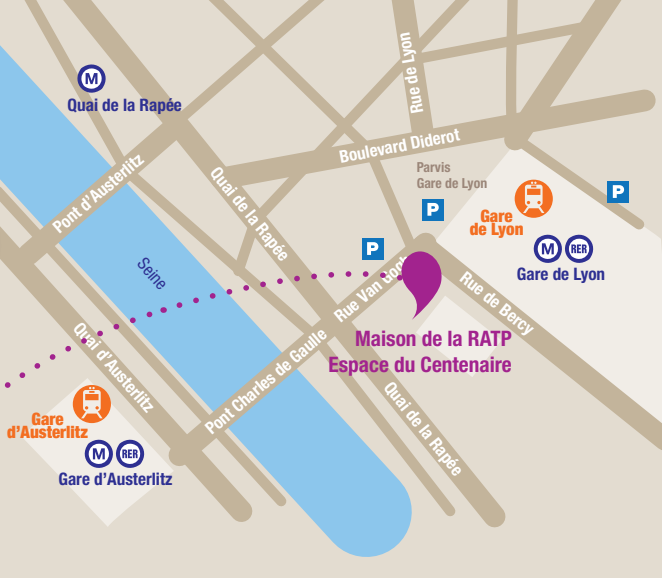 Rue de Lyon
M
Quai de la Rapée
Boulevard Diderot
Pont d'Austerlitz
Parvis
Gare de Lyon
Quai de la Rapée
P
P
Gare
de Lyon
P
M RER
Gare de Lyon
Seine
Rue Van
Rue de Bercy
Maison de la RATP
Espace du Centenaire
Quai d'Austerlitz
Pont Charles de Gaulle
Quai de la Rapée
Gare
d'Austerlitz
M RER
Gare d'Austerlitz